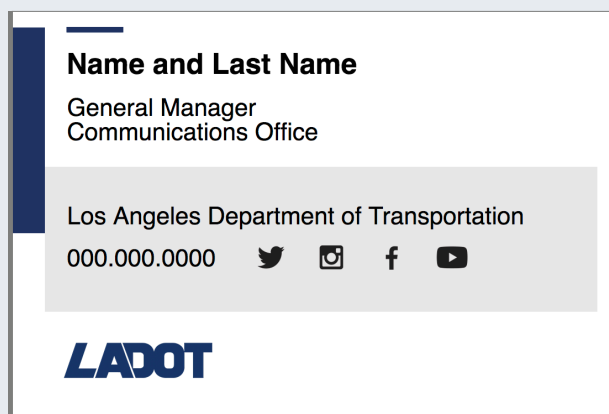 Name and Last Name
General Manager
Communications Office
Los Angeles Department of Transportation
000.000.0000
LADOT